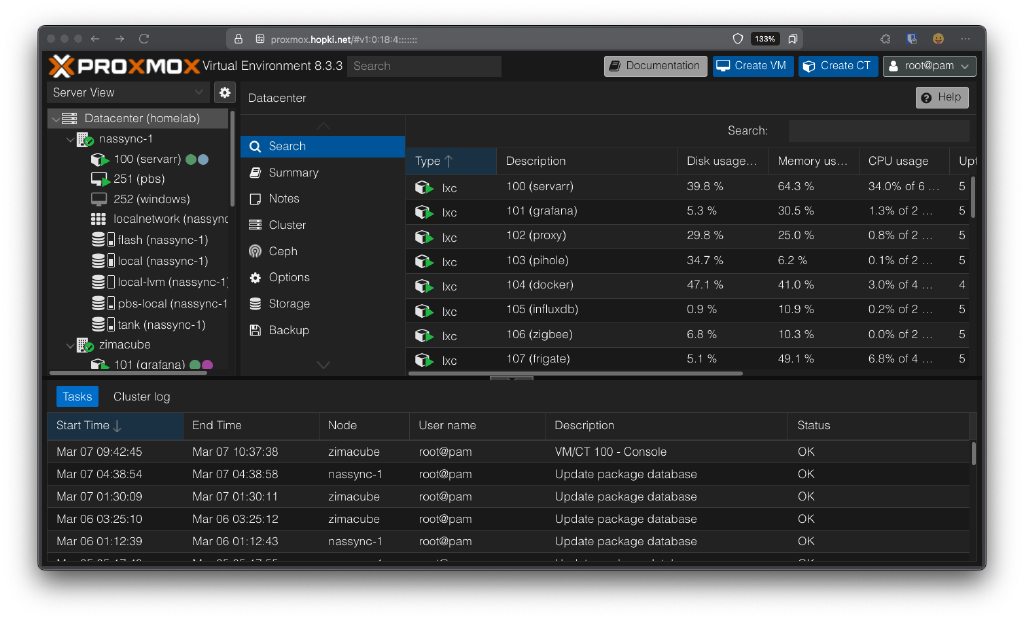 proxmox.hopki.net/#v1:0:18:4:::::::
133%
PROXMOX Virtual Environment 8.3.3 Search
Documentation Create VM Create CT root@pam
Server View
Datacenter
Help
Datacenter (homelab)
nassync-1
100 (servarr)
251 (pbs)
252 (windows)
localnetwork (nassync
flash (nassync-1)
local (nassync-1)
local-lvm (nassync-1
pbs-local (nassync-1
tank (nassync-1)
zimacube
101 (grafana)
Search
Summary
Notes
Cluster
Ceph
Options
Storage
Backup
Search:
Type Description Disk usage... Memory us... CPU usage Upt
lxc 100 (servarr) 39.8 % 64.3 % 34.0% of 6 ... 5
lxc 101 (grafana) 5.3 % 30.5 % 1.3% of 2 ... 5
lxc 102 (proxy) 29.8 % 25.0 % 0.8% of 2 ... 5
lxc 103 (pihole) 34.7 % 6.2 % 0.1% of 2 ... 5
lxc 104 (docker) 47.1 % 41.0 % 3.0% of 4 ... 4
lxc 105 (influxdb) 0.9 % 10.9 % 0.2% of 2 ... 5
lxc 106 (zigbee) 6.8 % 10.3 % 0.0% of 2 ... 5
lxc 107 (frigate) 5.1 % 49.1 % 6.8% of 4 ... 5
Tasks Cluster log
Start Time End Time Node User name Description Status
Mar 07 09:42:45 Mar 07 10:37:38 zimacube root@pam VM/CT 100 - Console OK
Mar 07 04:38:54 Mar 07 04:38:58 nassync-1 root@pam Update package database OK
Mar 07 01:30:09 Mar 07 01:30:11 zimacube root@pam Update package database OK
Mar 06 03:25:10 Mar 06 03:25:12 zimacube root@pam Update package database OK
Mar 06 01:12:39 Mar 06 01:12:43 nassync-1 root@pam Update package database OK